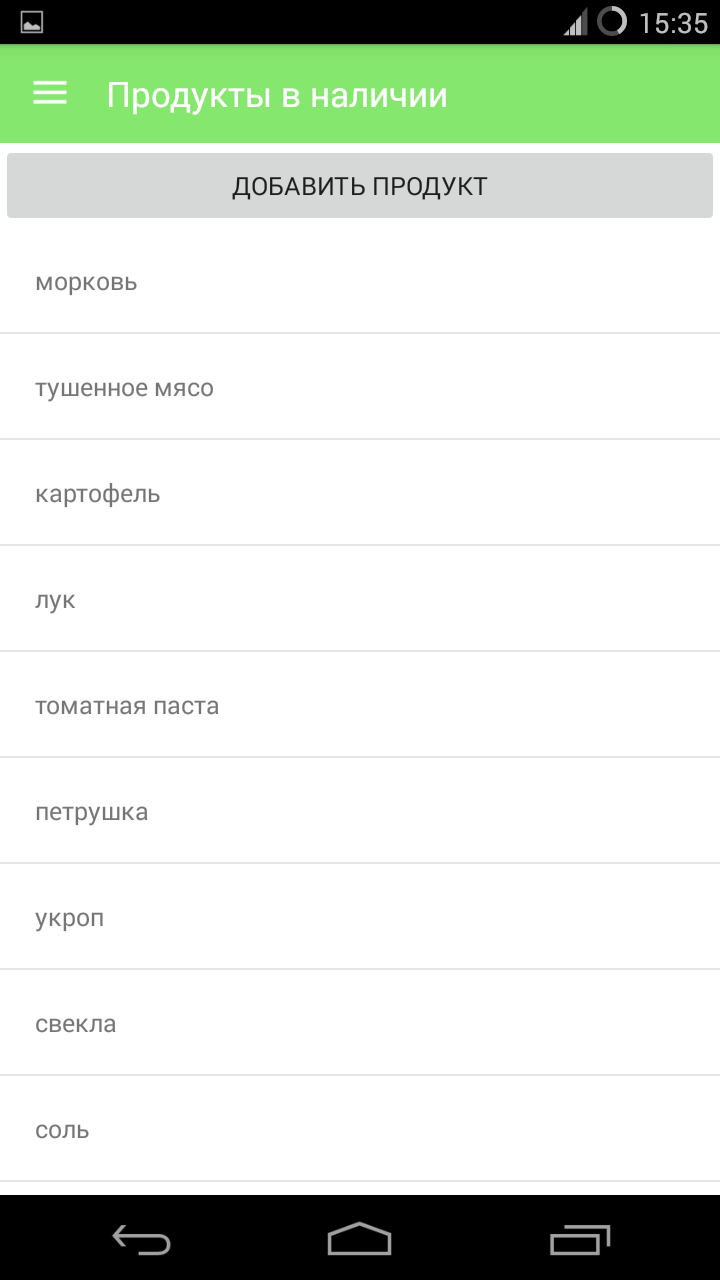 15:35
Продукты в наличии
ДОБАВИТЬ ПРОДУКТ
морковь
тушенное мясо
картофель
лук
томатная паста
петрушка
укроп
свекла
соль